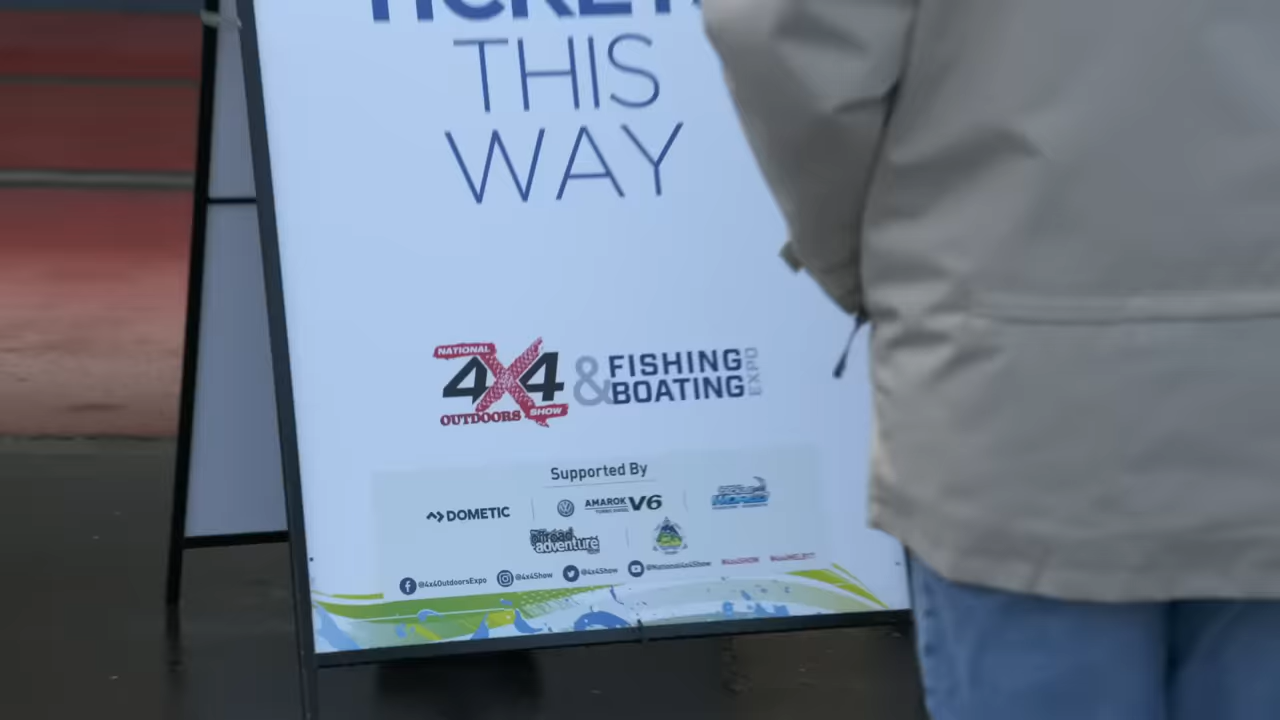 THIS
WAY
NATIONAL
4X4
OUTDOORS SHOW
& FISHING
BOATING EXPO
Supported By
DOMETIC
AMAROK V6
offroad
adventure
@4x4OutdoorsExpo @4x4Show @4x4Show @National4x4Show